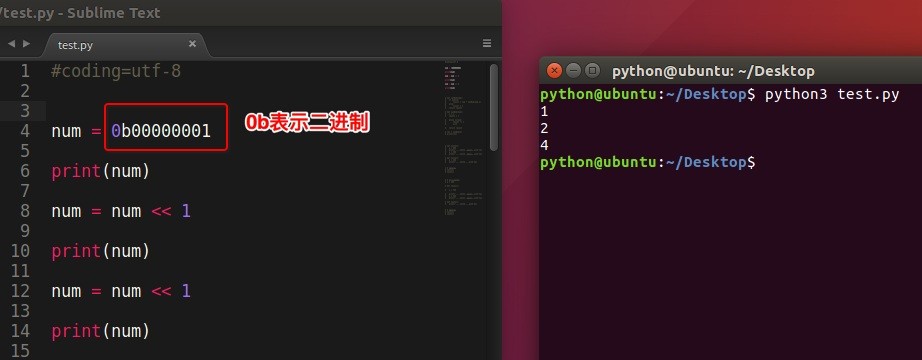 /test.py - Sublime Text
test.py
1 #coding=utf-8
2
3
4 num = 0b00000001
5
6 print(num)
7
8 num = num << 1
9
10 print(num)
11
12 num = num << 1
13
14 print(num)
15
0b表示二进制
python@ubuntu: ~/Desktop
python@ubuntu:~/Desktop$ python3 test.py
1
2
4
python@ubuntu:~/Desktop$